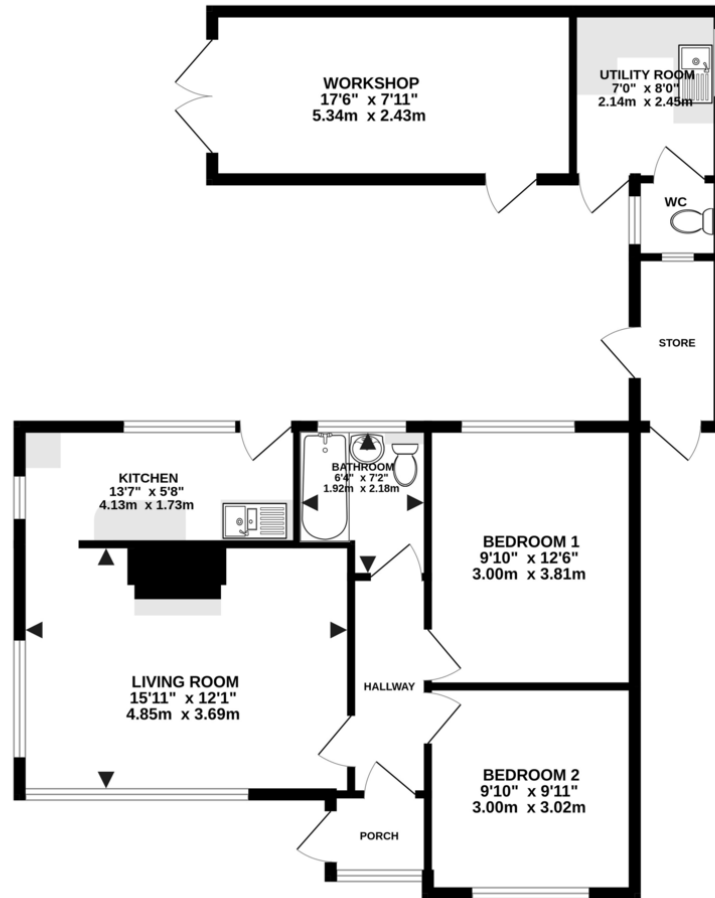 WORKSHOP
17'6" x 7'11"
5.34m x 2.43m
UTILITY ROOM
7'0" x 8'0"
2.14m x 2.45m
WC
STORE
KITCHEN
13'7" x 5'8"
4.13m x 1.73m
BATHROOM
6'4" x 7'2"
1.92m x 2.18m
BEDROOM 1
9'10" x 12'6"
3.00m x 3.81m
LIVING ROOM
15'11" x 12'1"
4.85m x 3.69m
HALLWAY
BEDROOM 2
9'10" x 9'11"
3.00m x 3.02m
PORCH